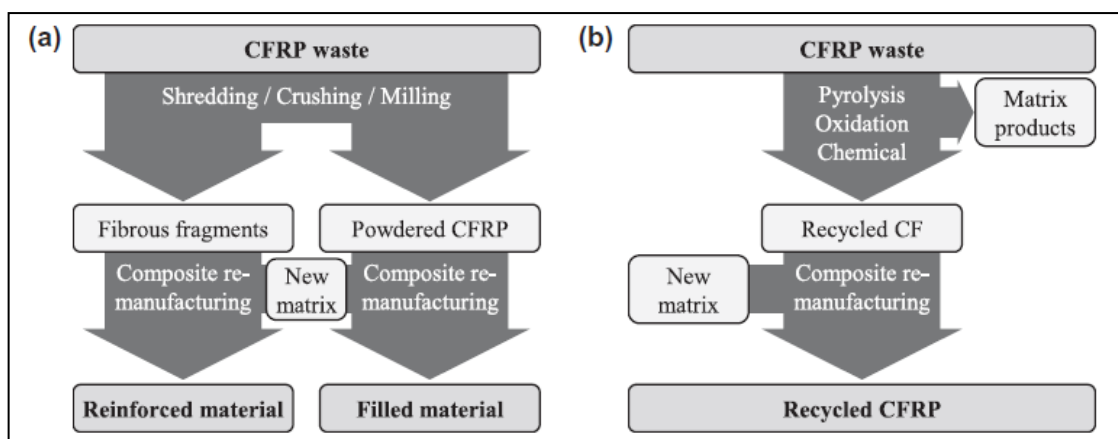 (a)
CFRP waste
Shredding / Crushing / Milling
Fibrous fragments
Powdered CFRP
Composite re-
manufacturing
New
matrix
Composite re-
manufacturing
Reinforced material
Filled material
(b)
CFRP waste
Pyrolysis
Oxidation
Chemical
Matrix
products
Recycled CF
New
matrix
Composite re-
manufacturing
Recycled CFRP